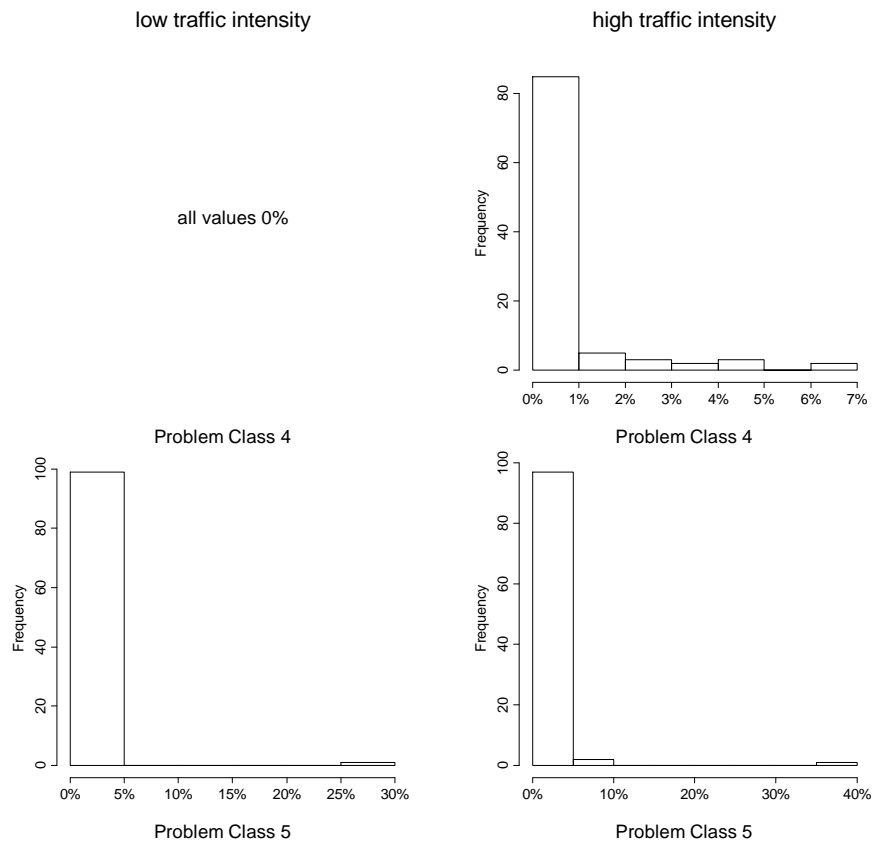 low traffic intensity
high traffic intensity
all values 0%
Frequency
0 20 40 60 80
0% 1% 2% 3% 4% 5% 6% 7%
Problem Class 4
Problem Class 4
Frequency
0 20 40 60 80 100
0% 5% 10% 15% 20% 25% 30%
Problem Class 5
Frequency
0 20 40 60 80 100
0% 10% 20% 30% 40%
Problem Class 5